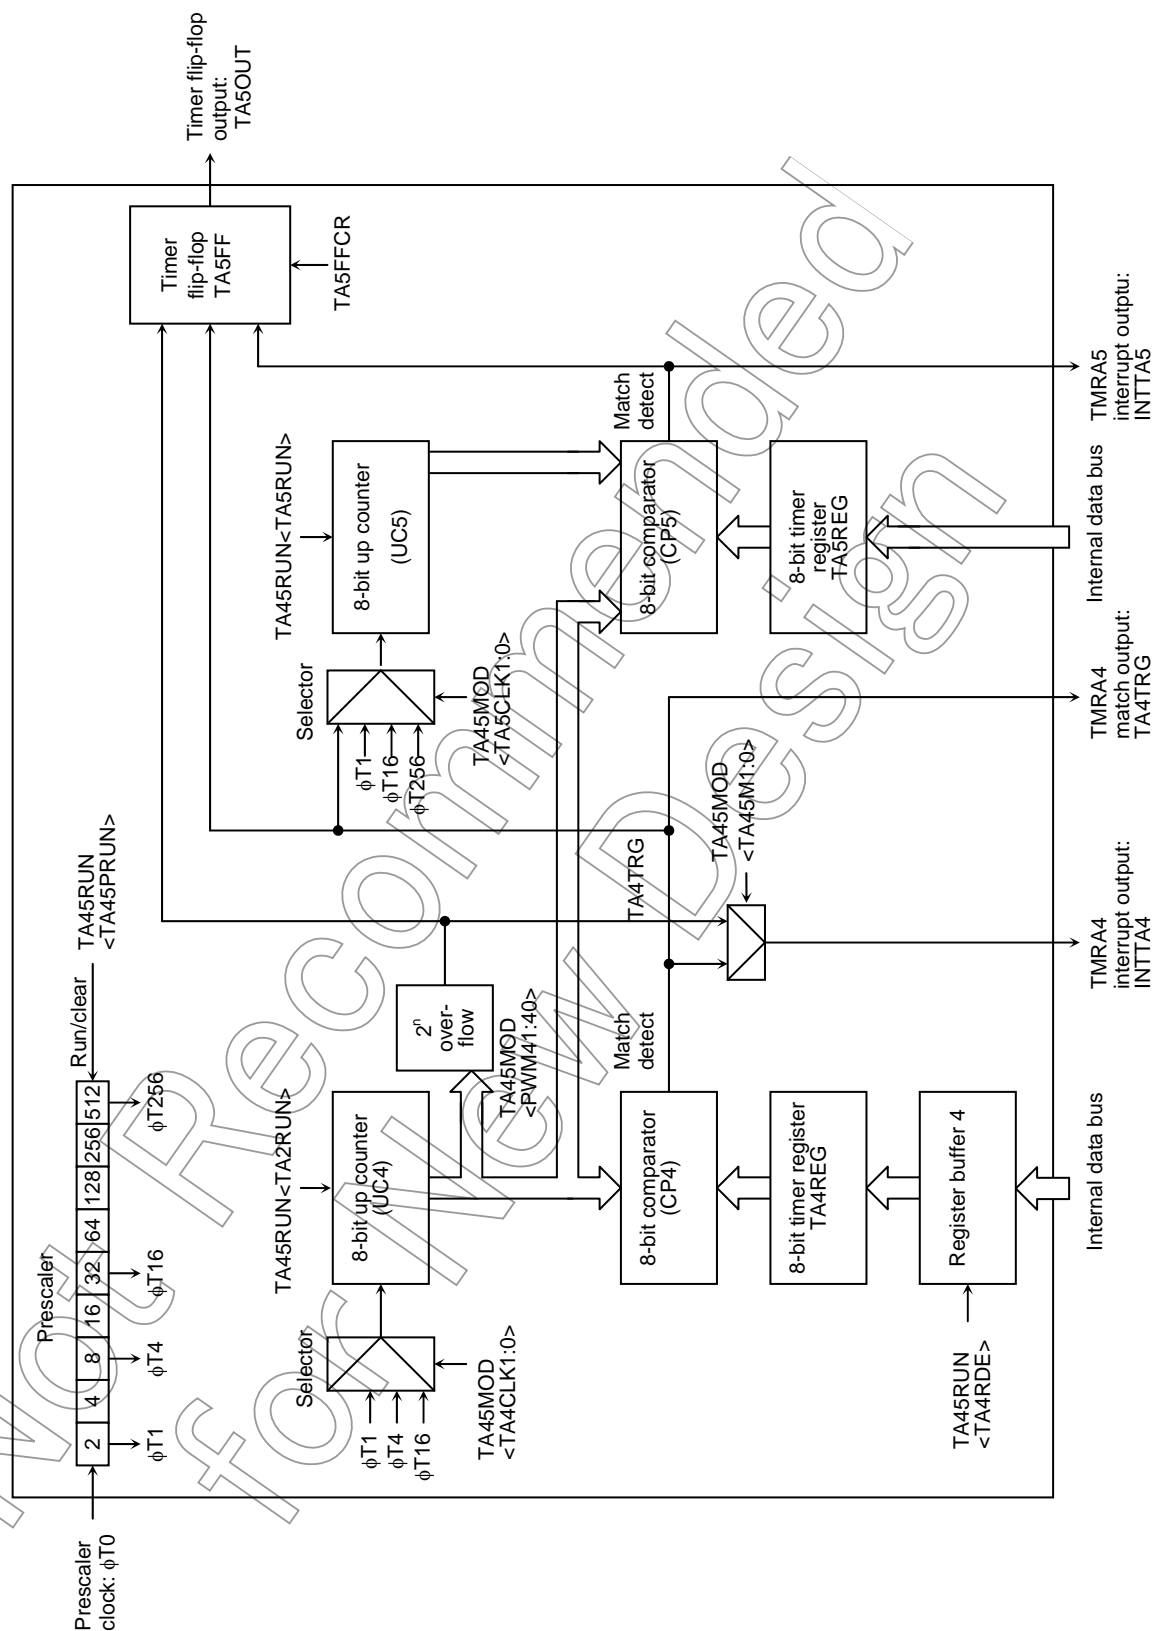 Prescaler
clock: ϕT0
Prescaler
2 4 8 16 32 64 128 256 512
Run/clear
TA45RUN
<TA45PRUN>
ϕT1
ϕT4
ϕT16
ϕT256
Timer flip-flop
output:
TA5OUT
Timer
flip-flop
TA5FF
TA5FFCR
TA45RUN<TA2RUN>
TA45RUN<TA5RUN>
Selector
ϕT1
ϕT4
ϕT16
TA45MOD
<TA4CLK1:0>
8-bit up counter
(UC4)
2n
over-
flow
TA45MOD
<PWM41:40>
Selector
ϕT1
ϕT16
ϕT256
TA45MOD
<TA5CLK1:0>
8-bit up counter
(UC5)
8-bit comparator
(CP4)
Match
detect
TA4TRG
8-bit comparator
(CP5)
Match
detect
TA45MOD
<TA45M1:0>
8-bit timer register
TA4REG
8-bit timer
register
TA5REG
Register buffer 4
TA45RUN
<TA4RDE>
Internal data bus
TMRA4
interrupt output:
INTTA4
TMRA4
match output:
TA4TRG
Internal data bus
TMRA5
interrupt outptu:
INTTA5
Not Recommended
for New Design